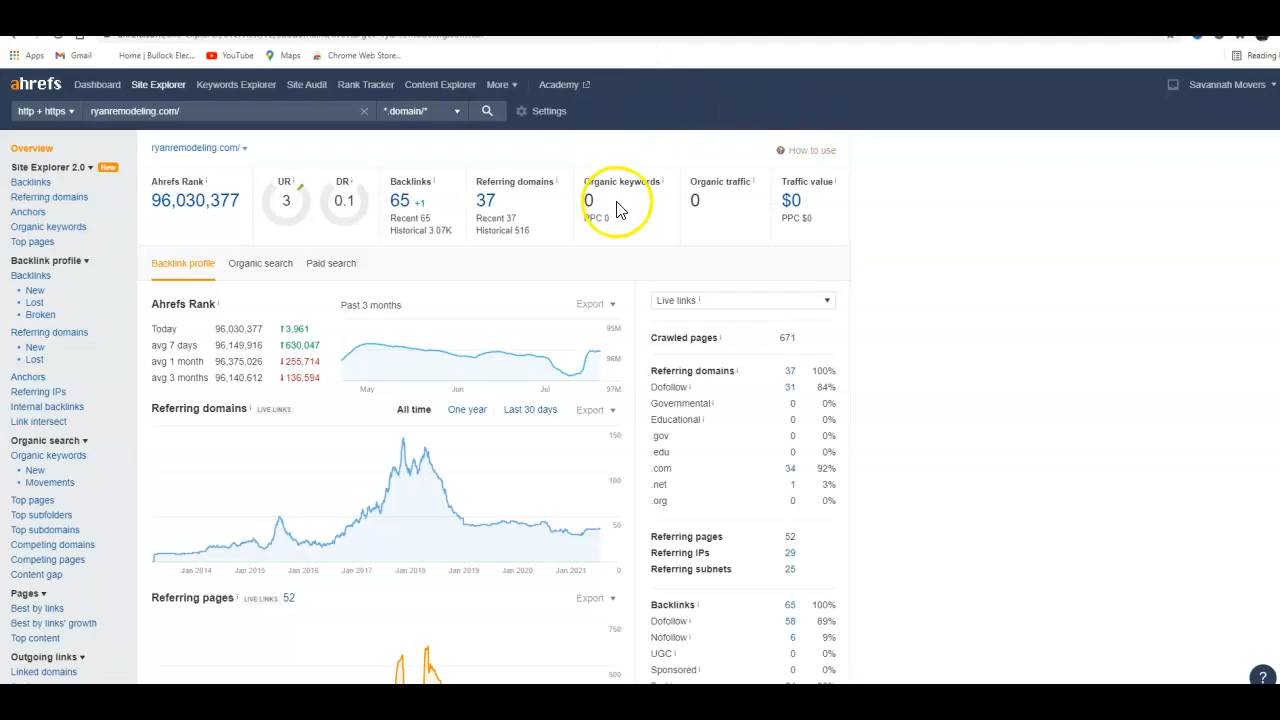 Apps Gmail Home | Bullock Elec... YouTube Maps Chrome Web Store... Reading
ahrefs Dashboard Site Explorer Keywords Explorer Site Audit Rank Tracker Content Explorer More Academy Savannah Movers
http + https ryanremodeling.com/ *.domain/* Settings
Overview
Site Explorer 2.0 New
Backlinks
Referring domains
Anchors
Organic keywords
Top pages
Backlink profile
Backlinks
• New
• Lost
• Broken
Referring domains
• New
• Lost
Anchors
Referring IPs
Internal backlinks
Link intersect
Organic search
Organic keywords
• New
• Movements
Top pages
Top subfolders
Top subdomains
Competing domains
Competing pages
Content gap
Pages
Best by links
Best by links' growth
Top content
Outgoing links
Linked domains
ryanremodeling.com/
How to use
Ahrefs Rank UR DR Backlinks Referring domains Organic keywords Organic traffic Traffic value
96,030,377 3 0.1 65 +1 37 0 0 $0
Recent 65 Recent 37 PPC 0 PPC $0
Historical 3.07K Historical 516
Backlink profile Organic search Paid search
Ahrefs Rank Past 3 months Export
Today 96,030,377 ↑3,961
avg 7 days 96,149,916 ↑630,047
avg 1 month 96,375,026 ↓255,714
avg 3 months 96,140,612 ↓136,594
95M
96M
97M
May Jun Jul
Referring domains LIVE LINKS All time One year Last 30 days Export
150
100
50
0
Jan 2014 Jan 2015 Jan 2016 Jan 2017 Jan 2018 Jan 2019 Jan 2020 Jan 2021
Referring pages LIVE LINKS 52 Export
750
500
Live links
Crawled pages 671
Referring domains 37 100%
Dofollow 31 84%
Governmental 0 0%
Educational 0 0%
.gov 0 0%
.edu 0 0%
.com 34 92%
.net 1 3%
.org 0 0%
Referring pages 52
Referring IPs 29
Referring subnets 25
Backlinks 65 100%
Dofollow 58 89%
Nofollow 6 9%
UGC 0 0%
Sponsored 0 0%
?